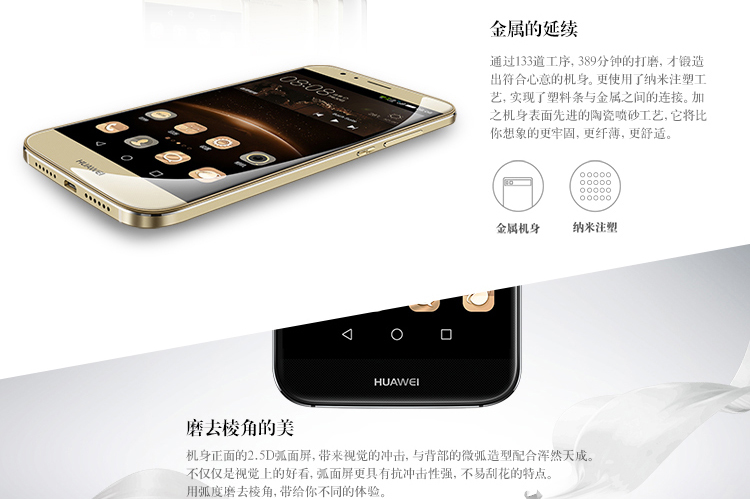 金属的延续
通过133道工序, 389分钟的打磨, 才锻造
出符合心意的机身。更使用了纳米注塑工
艺, 实现了塑料条与金属之间的连接。加
之机身表面先进的陶瓷喷砂工艺, 它将比
你想象的更牢固, 更纤薄, 更舒适。
金属机身
纳米注塑
08:08
HUAWEI
HUAWEI
磨去棱角的美
机身正面的2.5D弧面屏, 带来视觉的冲击, 与背部的微弧造型配合浑然天成。
不仅仅是视觉上的好看, 弧面屏更具有抗冲击性强, 不易刮花的特点。
用弧度磨去棱角, 带给你不同的体验。